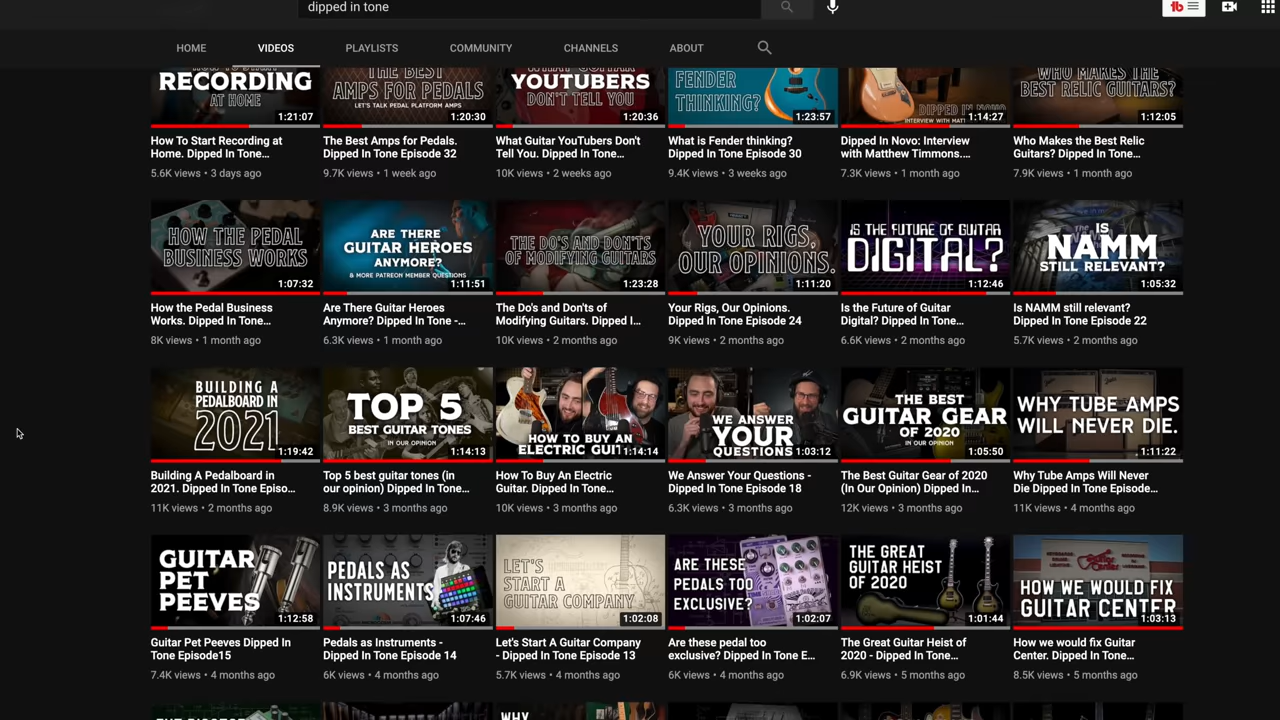 dipped in tone
HOME VIDEOS PLAYLISTS COMMUNITY CHANNELS ABOUT
RECORDING
AT HOME
1:21:07
THE BEST
AMPS FOR PEDALS
LET'S TALK PEDAL PLATFORM AMPS
1:20:30
WHAT GUITAR
YOUTUBERS
DON'T TELL YOU
1:20:36
FENDER
THINKING?
1:23:57
DIPPED IN NOVO
INTERVIEW WITH MATT
1:14:27
WHO MAKES THE
BEST RELIC GUITARS?
1:12:05
How To Start Recording at
Home. Dipped In Tone…
5.6K views • 3 days ago
The Best Amps for Pedals.
Dipped In Tone Episode 32
9.7K views • 1 week ago
What Guitar YouTubers Don't
Tell You. Dipped In Tone…
10K views • 2 weeks ago
What is Fender thinking?
Dipped In Tone Episode 30
9.4K views • 3 weeks ago
Dipped In Novo: Interview
with Matthew Timmons.…
7.3K views • 1 month ago
Who Makes the Best Relic
Guitars? Dipped In Tone…
7.9K views • 1 month ago
HOW THE PEDAL
BUSINESS WORKS
1:07:32
ARE THERE
GUITAR HEROES
ANYMORE?
& MORE PATREON MEMBER QUESTIONS
1:11:51
THE DO'S AND DON'TS
OF MODIFYING GUITARS
1:23:28
YOUR RIGS,
OUR OPINIONS.
1:11:20
IS THE FUTURE OF GUITAR
DIGITAL?
1:12:46
IS
NAMM
STILL RELEVANT?
1:05:32
How the Pedal Business
Works. Dipped In Tone…
8K views • 1 month ago
Are There Guitar Heroes
Anymore? Dipped In Tone -…
6.3K views • 1 month ago
The Do's and Don'ts of
Modifying Guitars. Dipped I…
10K views • 2 months ago
Your Rigs, Our Opinions.
Dipped In Tone Episode 24
9K views • 2 months ago
Is the Future of Guitar
Digital? Dipped In Tone…
6.6K views • 2 months ago
Is NAMM still relevant?
Dipped In Tone Episode 22
5.7K views • 2 months ago
BUILDING A
PEDALBOARD IN
2021
1:19:42
TOP 5
BEST GUITAR TONES
IN OUR OPINION
1:14:13
HOW TO BUY AN
ELECTRIC GUIT
1:14:14
WE ANSWER
YOUR
QUESTIONS
1:03:12
THE BEST
GUITAR GEAR
OF 2020
IN OUR OPINION
1:05:50
WHY TUBE AMPS
WILL NEVER DIE.
1:11:22
Building A Pedalboard in
2021. Dipped In Tone Episo…
11K views • 2 months ago
Top 5 best guitar tones (in
our opinion) Dipped In Tone…
8.9K views • 3 months ago
How To Buy An Electric
Guitar. Dipped In Tone…
10K views • 3 months ago
We Answer Your Questions -
Dipped In Tone Episode 18
6.3K views • 3 months ago
The Best Guitar Gear of 2020
(In Our Opinion) Dipped In…
12K views • 3 months ago
Why Tube Amps Will Never
Die Dipped In Tone Episode…
11K views • 4 months ago
GUITAR
PET
PEEVES
1:12:58
PEDALS AS
INSTRUMENTS
1:07:46
LET'S
START A
GUITAR COMPANY
1:02:08
ARE THESE
PEDALS TOO
EXCLUSIVE?
1:02:07
THE GREAT
GUITAR HEIST
OF 2020
1:01:44
HOW WE WOULD FIX
GUITAR CENTER
1:03:13
Guitar Pet Peeves Dipped In
Tone Episode15
7.4K views • 4 months ago
Pedals as Instruments -
Dipped In Tone Episode 14
6K views • 4 months ago
Let's Start A Guitar Company
- Dipped In Tone Episode 13
5.7K views • 4 months ago
Are these pedal too
exclusive? Dipped In Tone E…
6K views • 4 months ago
The Great Guitar Heist of
2020 - Dipped In Tone…
6.9K views • 5 months ago
How we would fix Guitar
Center. Dipped In Tone…
8.5K views • 5 months ago
WHY